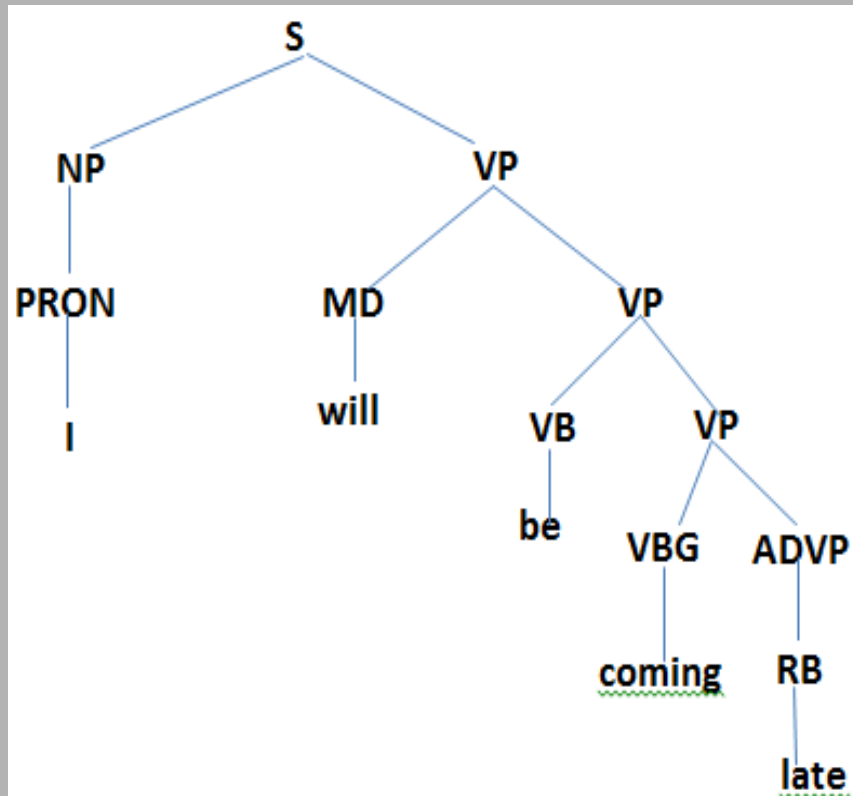 S
NP VP
PRON MD VP
I will VB VP
be VBG ADVP
coming RB
late